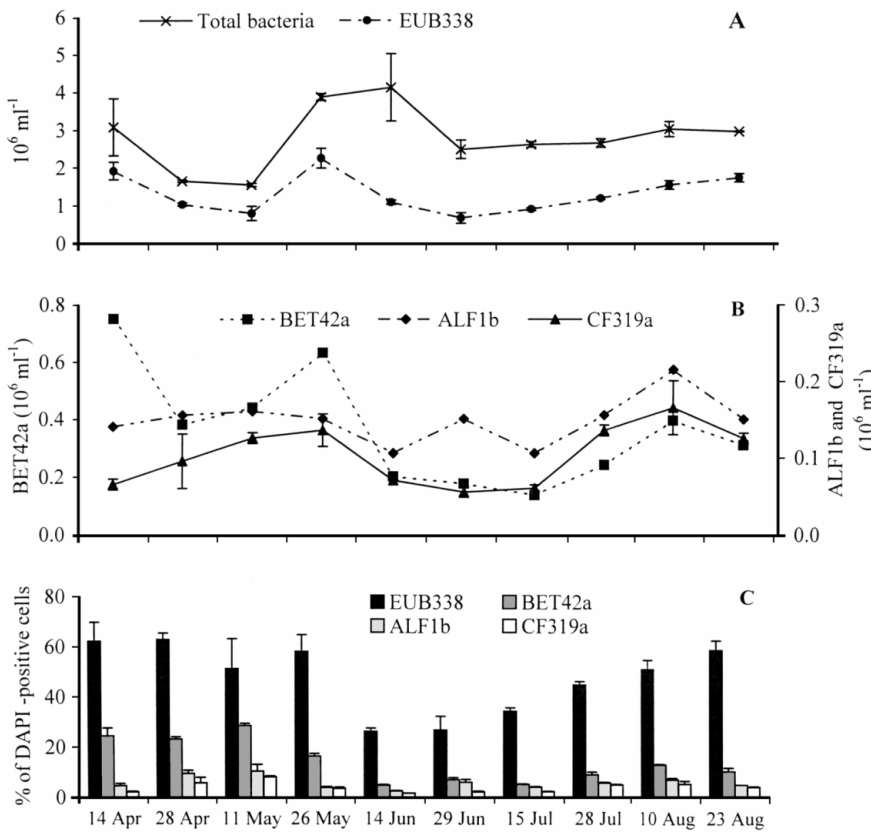 Total bacteria EUB338 A
6
5
4
3
2
1
0
10⁶ ml⁻¹
BET42a ALF1b CF319a B
0.8
0.6
0.4
0.2
0.0
BET42a (10⁶ ml⁻¹)
0.3
0.2
0.1
0.0
ALF1b and CF319a
(10⁶ ml⁻¹)
EUB338 BET42a C
ALF1b CF319a
80
60
40
20
0
% of DAPI -positive cells
14 Apr 28 Apr 11 May 26 May 14 Jun 29 Jun 15 Jul 28 Jul 10 Aug 23 Aug